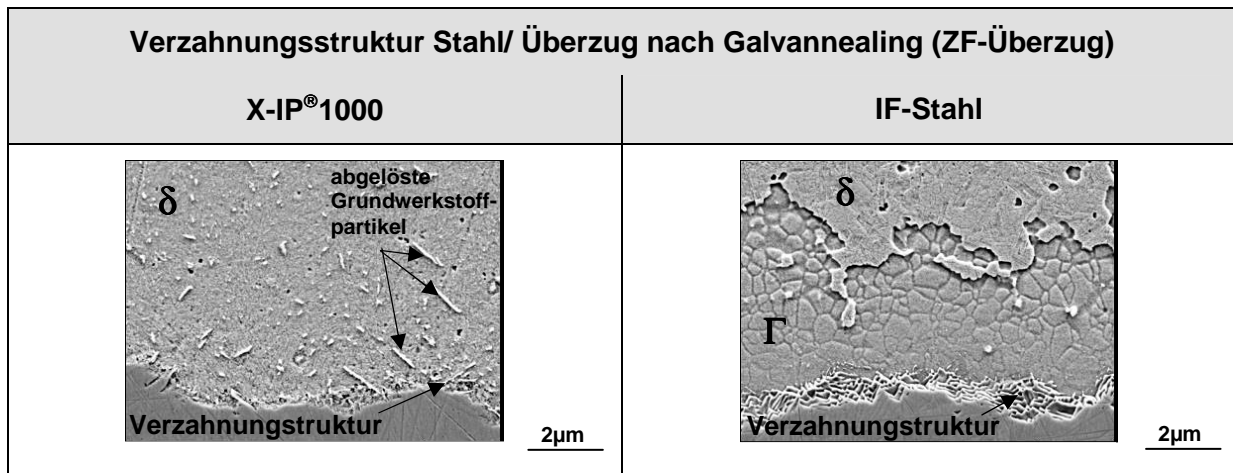 Verzahnungsstruktur Stahl/ Überzug nach Galvannealing (ZF-Überzug)
X-IP®1000
IF-Stahl
δ
abgelöste
Grundwerkstoff-
partikel
Verzahnungstruktur
2µm
δ
Γ
Verzahnungstruktur
2µm